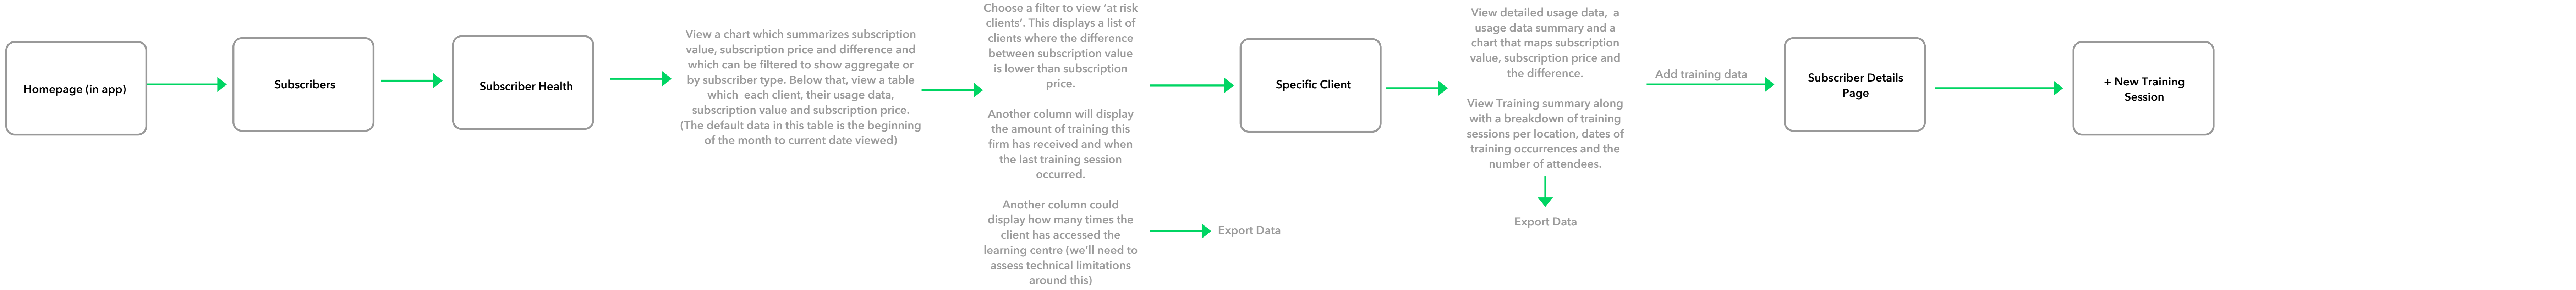 Homepage (in app)
Subscribers
Subscriber Health
View a chart which summarizes subscription
value, subscription price and difference and
which can be filtered to show aggregate or
by subscriber type. Below that, view a table
which  each client, their usage data,
subscription value and subscription price.
(The default data in this table is the beginning
of the month to current date viewed)
Choose a filter to view ‘at risk
clients’. This displays a list of
clients where the difference
between subscription value
is lower than subscription
price.
Another column will display
the amount of training this
firm has received and when
the last training session
occurred.
Another column could
display how many times the
client has accessed the
learning centre (we’ll need to
assess technical limitations
around this)
Export Data
Specific Client
View detailed usage data,  a
usage data summary and a
chart that maps subscription
value, subscription price and
the difference.
View Training summary along
with a breakdown of training
sessions per location, dates of
training occurrences and the
number of attendees.
Export Data
Add training data
Subscriber Details
Page
+ New Training
Session